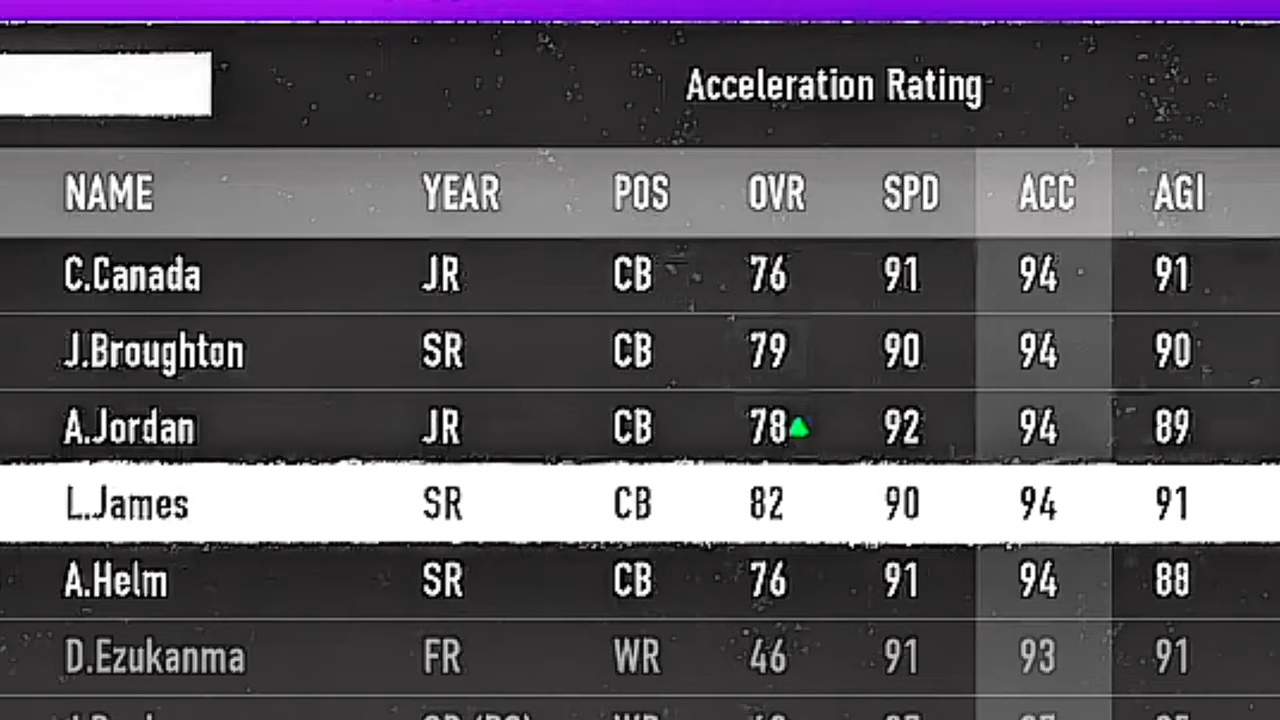 Acceleration Rating
NAME YEAR POS OVR SPD ACC AGI
C.Canada JR CB 76 91 94 91
J.Broughton SR CB 79 90 94 90
A.Jordan JR CB 78 92 94 89
L.James SR CB 82 90 94 91
A.Helm SR CB 76 91 94 88
D.Ezukanma FR WR 46 91 93 91